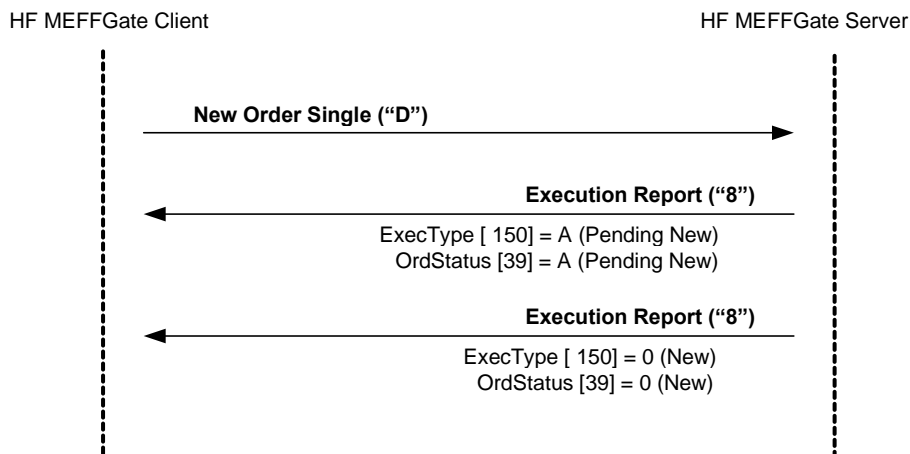 HF MEFFGate Client
HF MEFFGate Server
New Order Single (“D”)
Execution Report (“8”)
ExecType [ 150] = A (Pending New)
OrdStatus [39] = A (Pending New)
Execution Report (“8”)
ExecType [ 150] = 0 (New)
OrdStatus [39] = 0 (New)